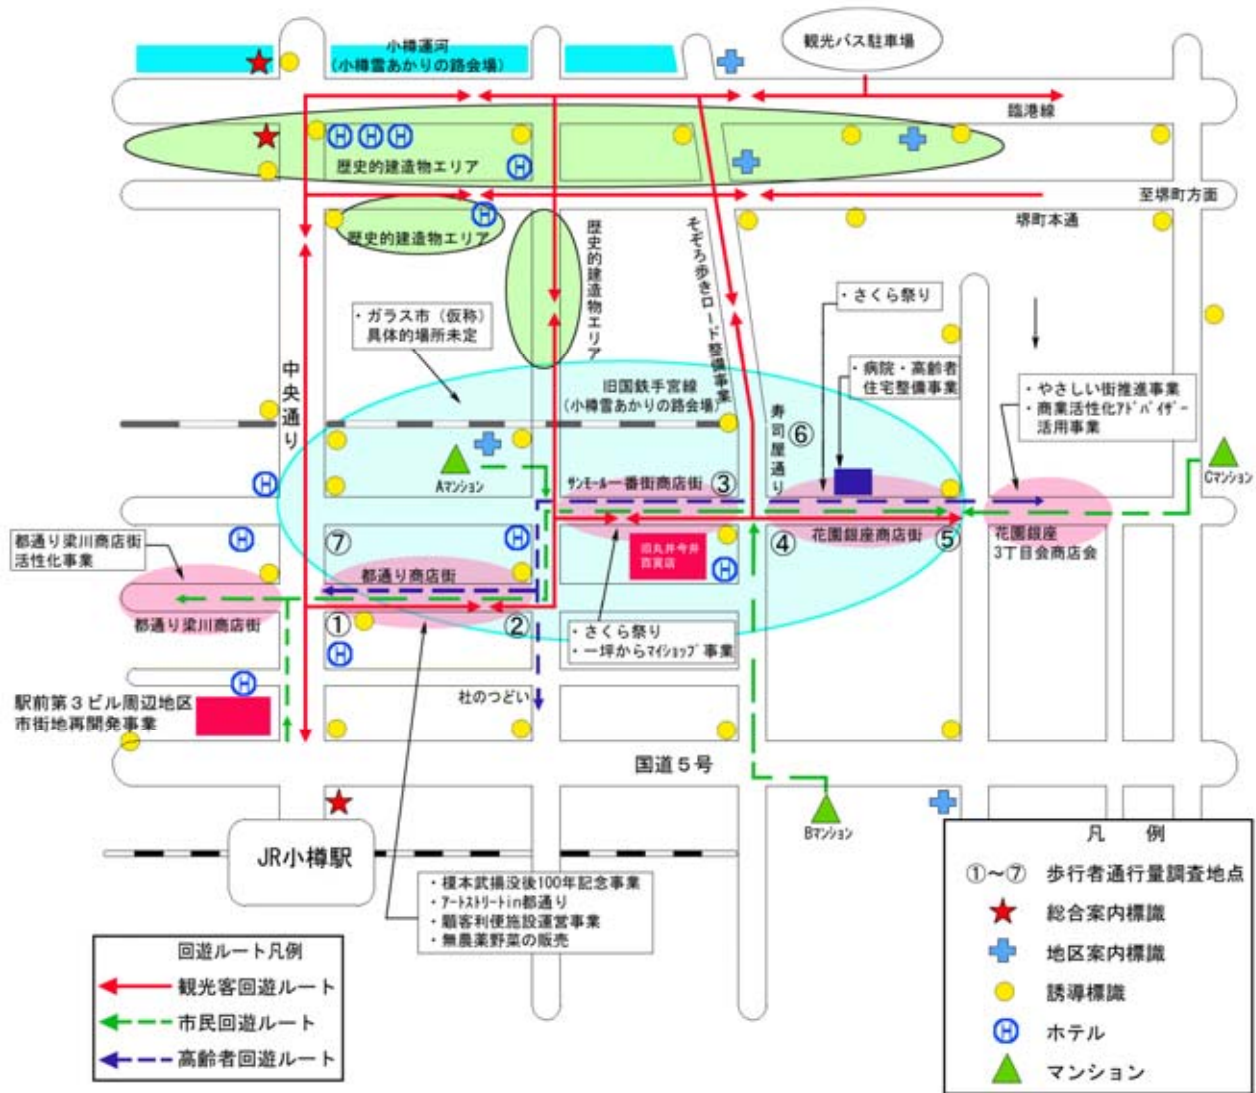 小樽運河
(小樽雪あかりの路会場)
観光バス駐車場
臨港線
歴史的建造物エリア
至堺町方面
堺町本通
歴史的建造物エリア
歴史的建造物エリア
そぞろ歩きロード整備事業
・さくら祭り
・ガラス市(仮称)
具体的場所未定
中央通り
旧国鉄手宮線
(小樽雪あかりの路会場)
・病院・高齢者
住宅整備事業
・やさしい街推進事業
・商業活性化アドバイザー
活用事業
寿司屋通り
⑥
Aマンション
サンモール一番街商店街
③
Cマンション
都通り梁川商店街
活性化事業
⑦
旧丸井今井
百貨店
④
花園銀座商店街
⑤
花園銀座
3丁目会商店会
都通り商店街
都通り梁川商店街
①
②
・さくら祭り
・一坪からマイショップ事業
駅前第3ビル周辺地区
市街地再開発事業
杜のつどい
国道5号
Bマンション
JR小樽駅
・榎本武揚没後100年記念事業
・アートストリートin都通り
・顧客利便施設運営事業
・無農薬野菜の販売
回遊ルート凡例
観光客回遊ルート
市民回遊ルート
高齢者回遊ルート
凡 例
①~⑦ 歩行者通行量調査地点
総合案内標識
地区案内標識
誘導標識
H ホテル
マンション